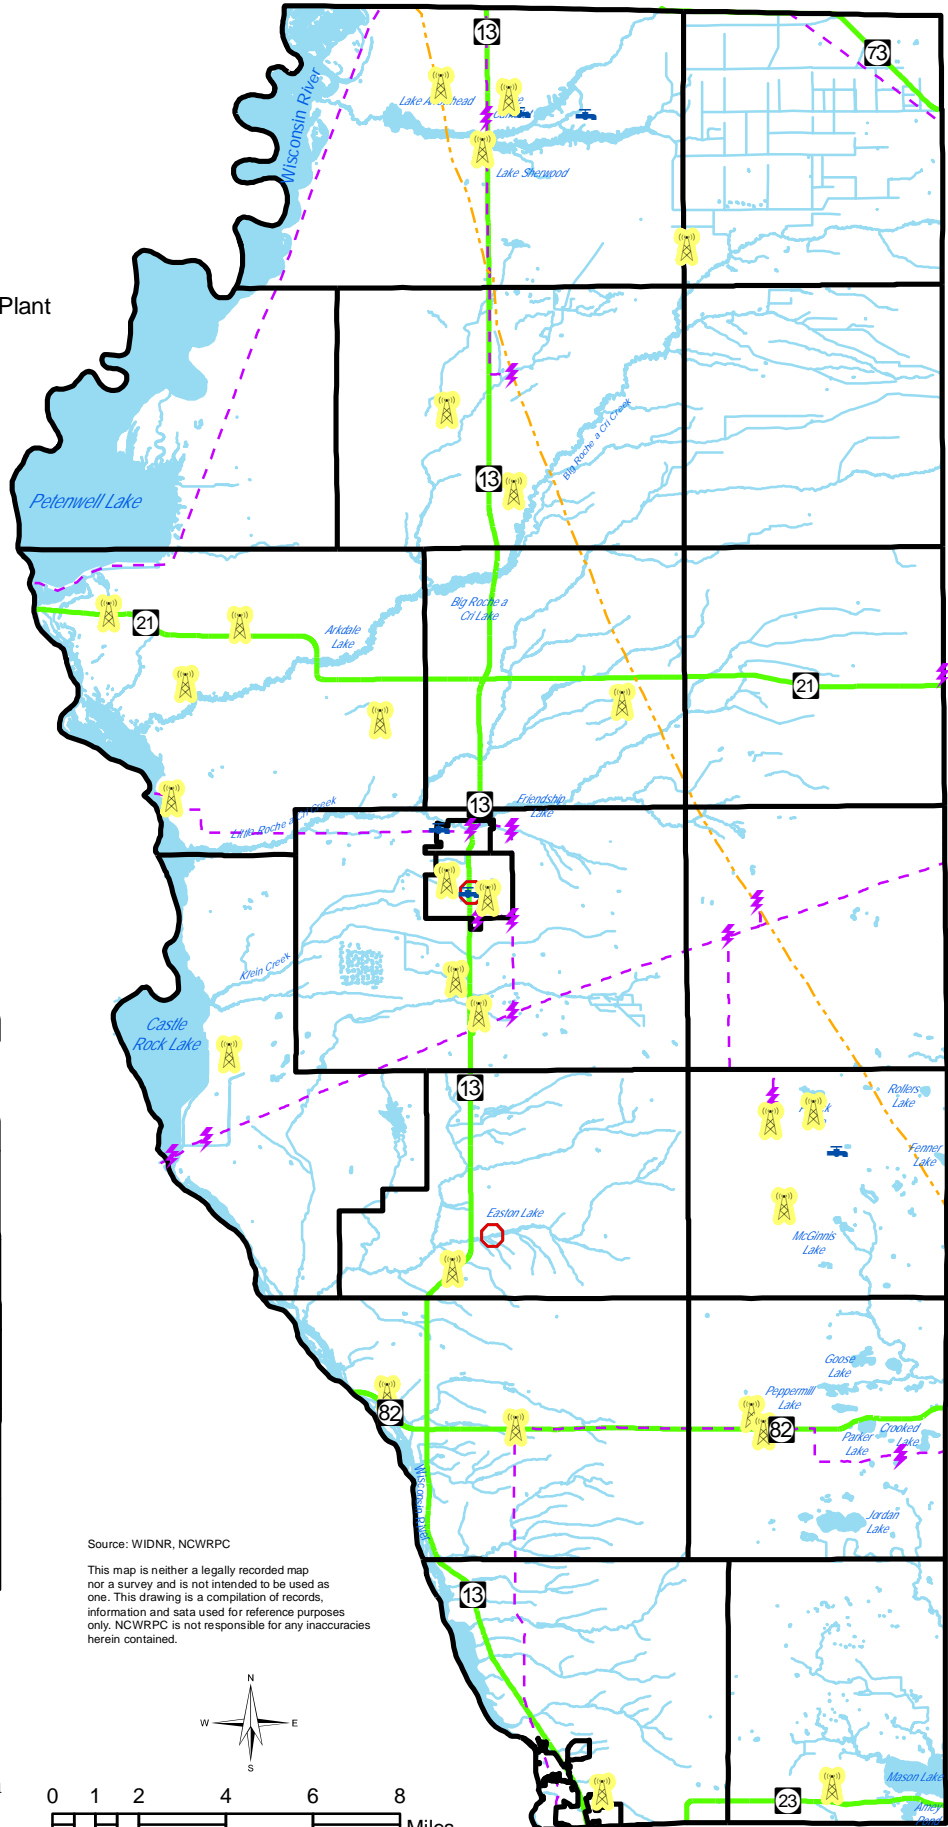 13
73
Wisconsin River
Lake Sherwood
Plant
Big Roche a Cri Creek
13
Petenwell Lake
21
Arkdale
Lake
Big Roche a
Cri Lake
21
13
Friendship
Lake
Little Roche a Cri Creek
Klein Creek
Castle
Rock Lake
13
Rollers
Lake
Fenner
Lake
Easton Lake
McGinnis
Lake
Goose
Lake
Peppermill
Lake
82
82
Parker
Lake
Crooked
Lake
Wisconsin River
Jordan
Lake
Source: WIDNR, NCWRPC
This map is neither a legally recorded map
nor a survey and is not intended to be used as
one. This drawing is a compilation of records,
information and sata used for reference purposes
only. NCWRPC is not responsible for any inaccuracies
herein contained.
13
N
W E
S
Mason Lake
Amey
Pond
23
0 1 2 4 6 8
Miles